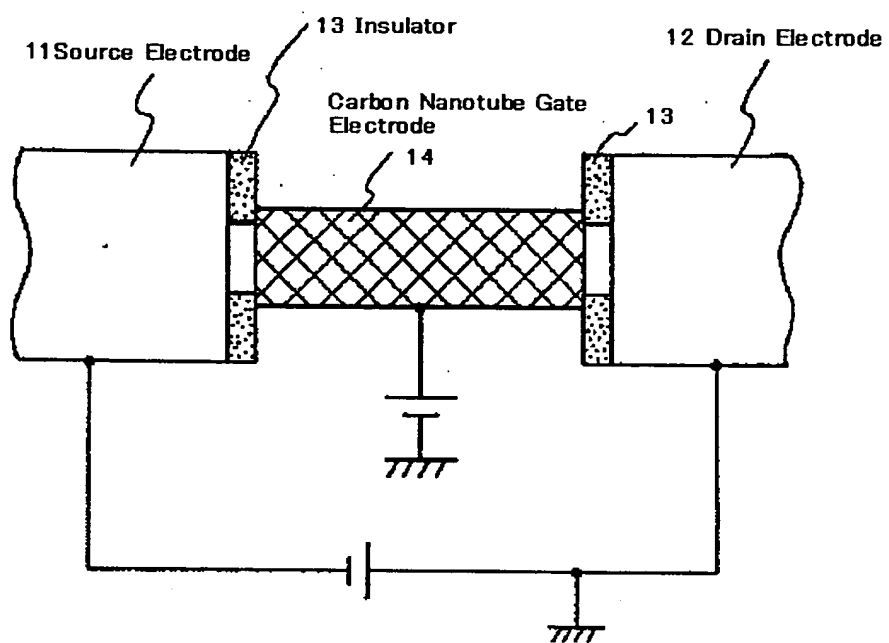 13 Insulator
11Source Electrode
12 Drain Electrode
Carbon Nanotube Gate
Electrode
14
13